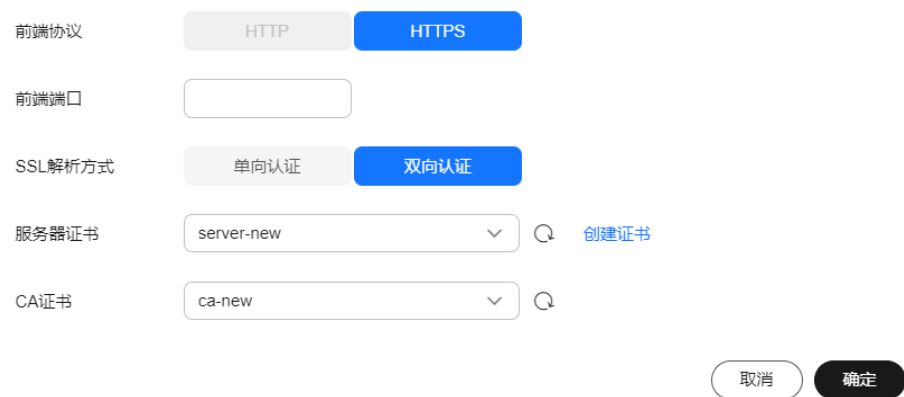 前端协议 HTTP HTTPS
前端端口
SSL解析方式 单向认证 双向认证
服务器证书 server-new 创建证书
CA证书 ca-new
取消 确定